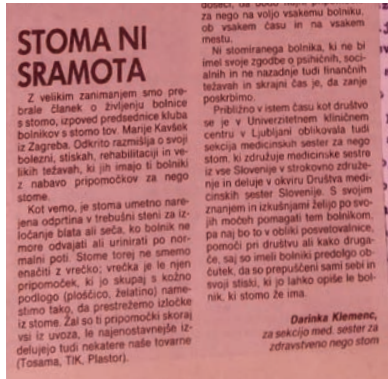 STOMA NI
SRAMOTA
Z velikim zanimanjem smo pre-
brale članek o življenju bolnice
s stomo, izpoved predsednice kluba
bolnikov s stomo tov. Marije Kavšek
iz Zagreba. Odkrito razmišlja o svoji
bolezni, stiskah, rehabilitaciji in ve-
likih težavah, ki jih imajo ti bolniki
z nabavo pripomočkov za nego
stome.
Kot vemo, je stoma umetno nare-
jena odprtina v trebušni steni za iz-
ločanje blata ali seča, ko bolnik ne
more odvajati ali urinirati po nor-
malni poti. Stome torej ne smemo
enačiti z vrečko; vrečka je le njen
pripomoček, ki jo skupaj s kožno
podlogo (ploščico, želatino) name-
stimo tako, da prestrežemo izločke
iz stome. Žal so ti pripomočki skoraj
vsi iz uvoza, le najenostavnejše iz-
delujejo tudi nekatere naše tovarne
(Tosama, TIK, Plastor).
za nego na voljo vsakemu bolniku,
ob vsakem času in na vsakem
mestu.
Ni stomiranega bolnika, ki ne bi
imel svoje zgodbe o psihičnih, soci-
alnih in ne nazadnje tudi finančnih
težavah in skrajni čas je, da zanje
poskrbimo.
Približno v istem času kot društvo
se je v Univerzitetnem kliničnem
centru v Ljubljani oblikovala tudi
sekcija medicinskih sester za nego
stom, ki združuje medicinske sestre
iz vse Slovenije v strokovno združe-
nje in deluje v okviru Društva medi-
cinskih sester Slovenije. S svojim
znanjem in izkušnjami želijo po svo-
jih močeh pomagati tem bolnikom,
pa naj bo to v obliki posvetovalnice,
pomoči pri društvu ali kako druga-
če, saj so imeli bolniki predolgo ob-
čutek, da so prepuščeni sami sebi in
svoji stiski, ki jo lahko opiše le bol-
nik, ki stomo že ima.
Darinka Klemenc,
za sekcijo med. sester za
zdravstveno nego stom